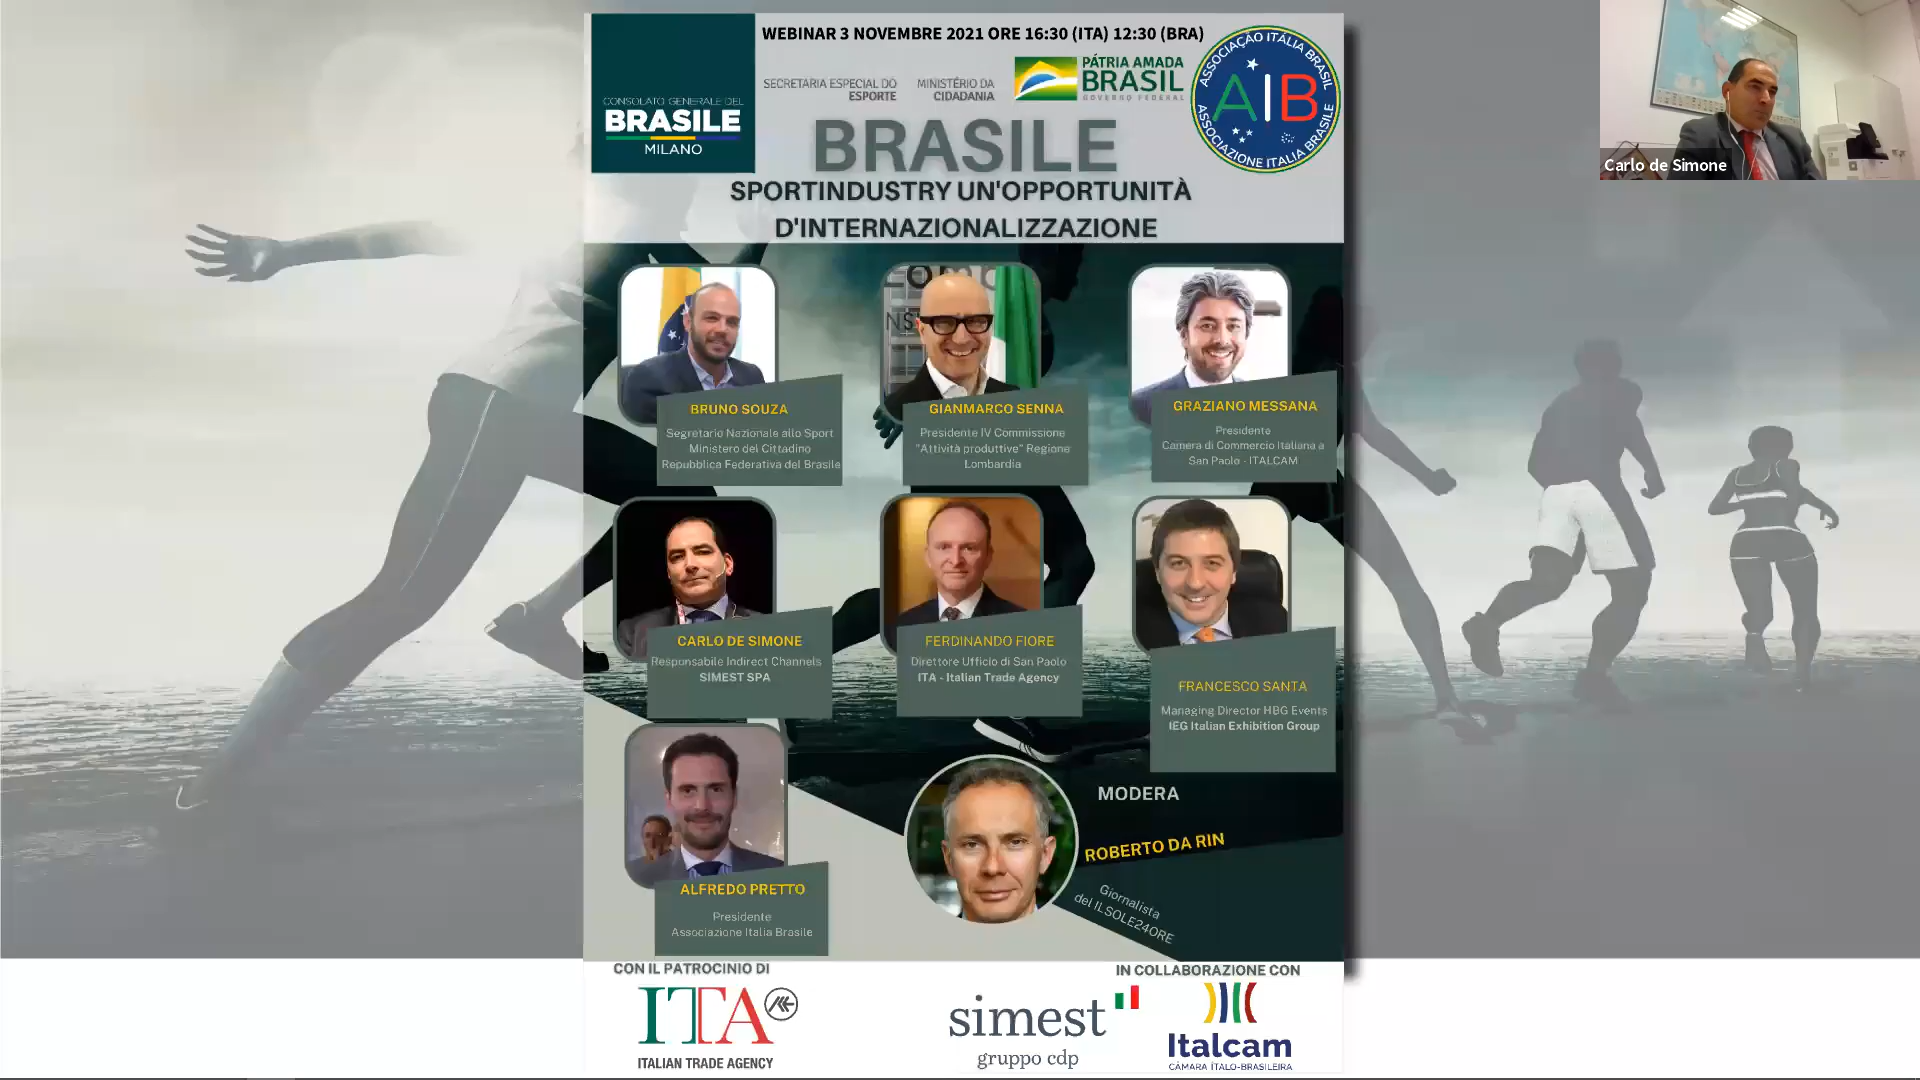 WEBINAR 3 NOVEMBRE 2021 ORE 16:30 (ITA) 12:30 (BRA)
CONSOLATO GENERALE DEL
BRASILE
MILANO
SECRETARIA ESPECIAL DO
ESPORTE
MINISTÉRIO DA
CIDADANIA
PÁTRIA AMADA
BRASIL
GOVERNO FEDERAL
ASSOCIAÇÃO ITÁLIA BRASIL
AIB
ASSOCIAZIONE ITALIA BRASILE
Carlo de Simone
BRASILE
SPORTINDUSTRY UN'OPPORTUNITÀ
D'INTERNAZIONALIZZAZIONE
BRUNO SOUZA
Segretario Nazionale allo Sport
Ministero del Cittadino
Repubblica Federativa del Brasile
GIANMARCO SENNA
Presidente IV Commissione
"Attività produttive" Regione
Lombardia
GRAZIANO MESSANA
Presidente
Camera di Commercio Italiana a
San Paolo - ITALCAM
CARLO DE SIMONE
Responsabile Indirect Channels
SIMEST SPA
FERDINANDO FIORE
Direttore Ufficio di San Paolo
ITA - Italian Trade Agency
FRANCESCO SANTA
Managing Director HBG Events
IEG Italian Exhibition Group
ALFREDO PRETTO
Presidente
Associazione Italia Brasile
MODERA
ROBERTO DA RIN
Giornalista
del ILSOLE24ORE
CON IL PATROCINIO DI
ITA
ITALIAN TRADE AGENCY
simest
gruppo cdp
IN COLLABORAZIONE CON
Italcam
CÂMARA ÍTALO-BRASILEIRA